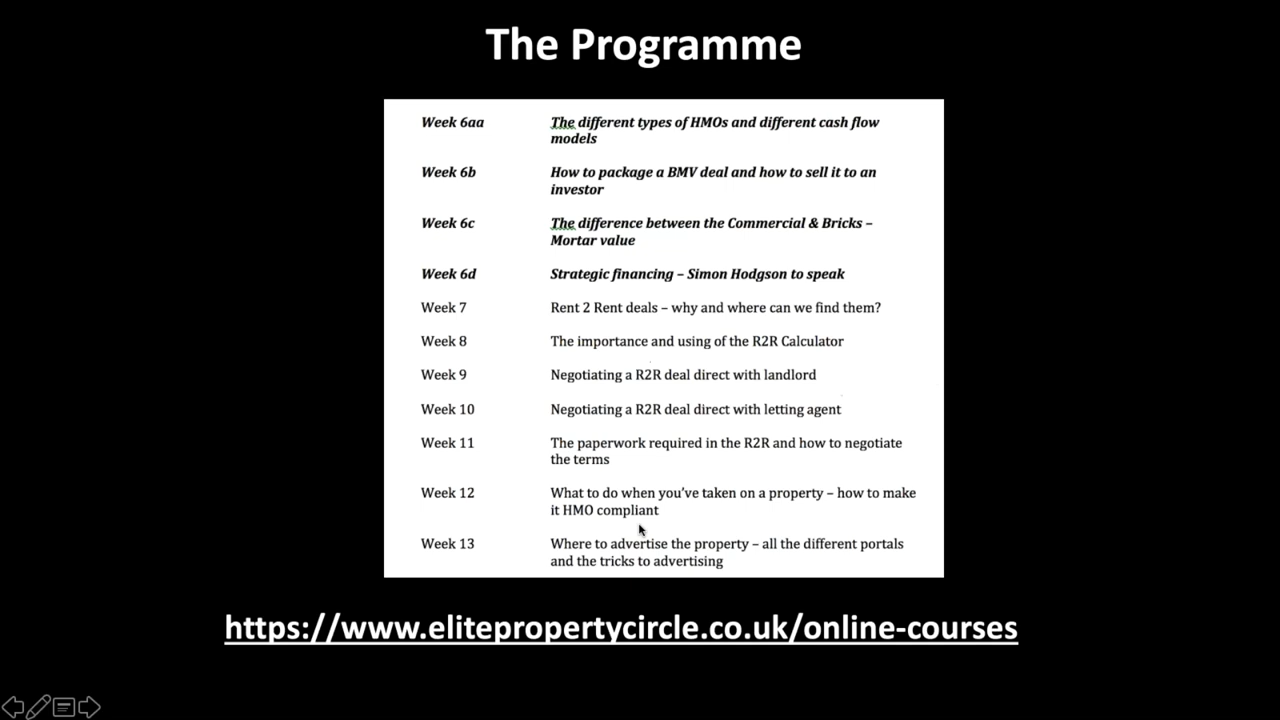 The Programme
Week 6aa The different types of HMOs and different cash flow
models
Week 6b How to package a BMV deal and how to sell it to an
investor
Week 6c The difference between the Commercial & Bricks –
Mortar value
Week 6d Strategic financing – Simon Hodgson to speak
Week 7 Rent 2 Rent deals – why and where can we find them?
Week 8 The importance and using of the R2R Calculator
Week 9 Negotiating a R2R deal direct with landlord
Week 10 Negotiating a R2R deal direct with letting agent
Week 11 The paperwork required in the R2R and how to negotiate
the terms
Week 12 What to do when you’ve taken on a property – how to make
it HMO compliant
Week 13 Where to advertise the property – all the different portals
and the tricks to advertising
https://www.elitepropertycircle.co.uk/online-courses